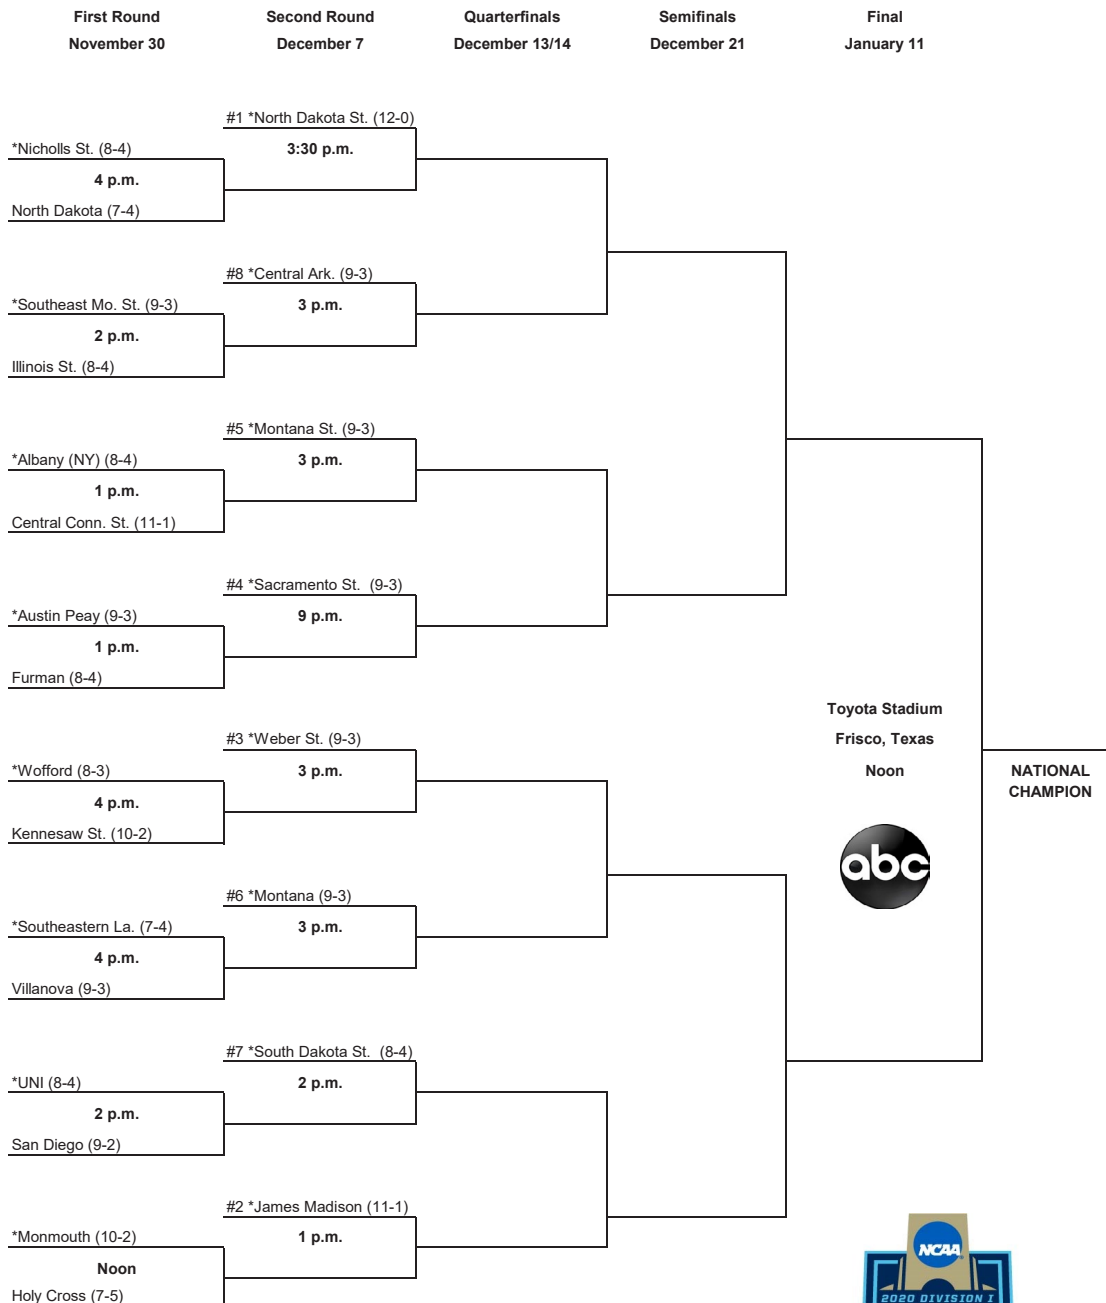 First Round Second Round Quarterfinals Semifinals Final
November 30 December 7 December 13/14 December 21 January 11
#1 *North Dakota St. (12-0)
*Nicholls St. (8-4) 3:30 p.m.
4 p.m.
North Dakota (7-4)
#8 *Central Ark. (9-3)
*Southeast Mo. St. (9-3) 3 p.m.
2 p.m.
Illinois St. (8-4)
#5 *Montana St. (9-3)
*Albany (NY) (8-4) 3 p.m.
1 p.m.
Central Conn. St. (11-1)
#4 *Sacramento St. (9-3)
*Austin Peay (9-3) 9 p.m.
1 p.m.
Furman (8-4)
Toyota Stadium
#3 *Weber St. (9-3) Frisco, Texas
*Wofford (8-3) 3 p.m. Noon NATIONAL
CHAMPION
4 p.m.
Kennesaw St. (10-2)
abc
#6 *Montana (9-3)
*Southeastern La. (7-4) 3 p.m.
4 p.m.
Villanova (9-3)
#7 *South Dakota St. (8-4)
*UNI (8-4) 2 p.m.
2 p.m.
San Diego (9-2)
#2 *James Madison (11-1)
*Monmouth (10-2) 1 p.m.
NCAA
Noon
Holy Cross (7-5) 2020 DIVISION I